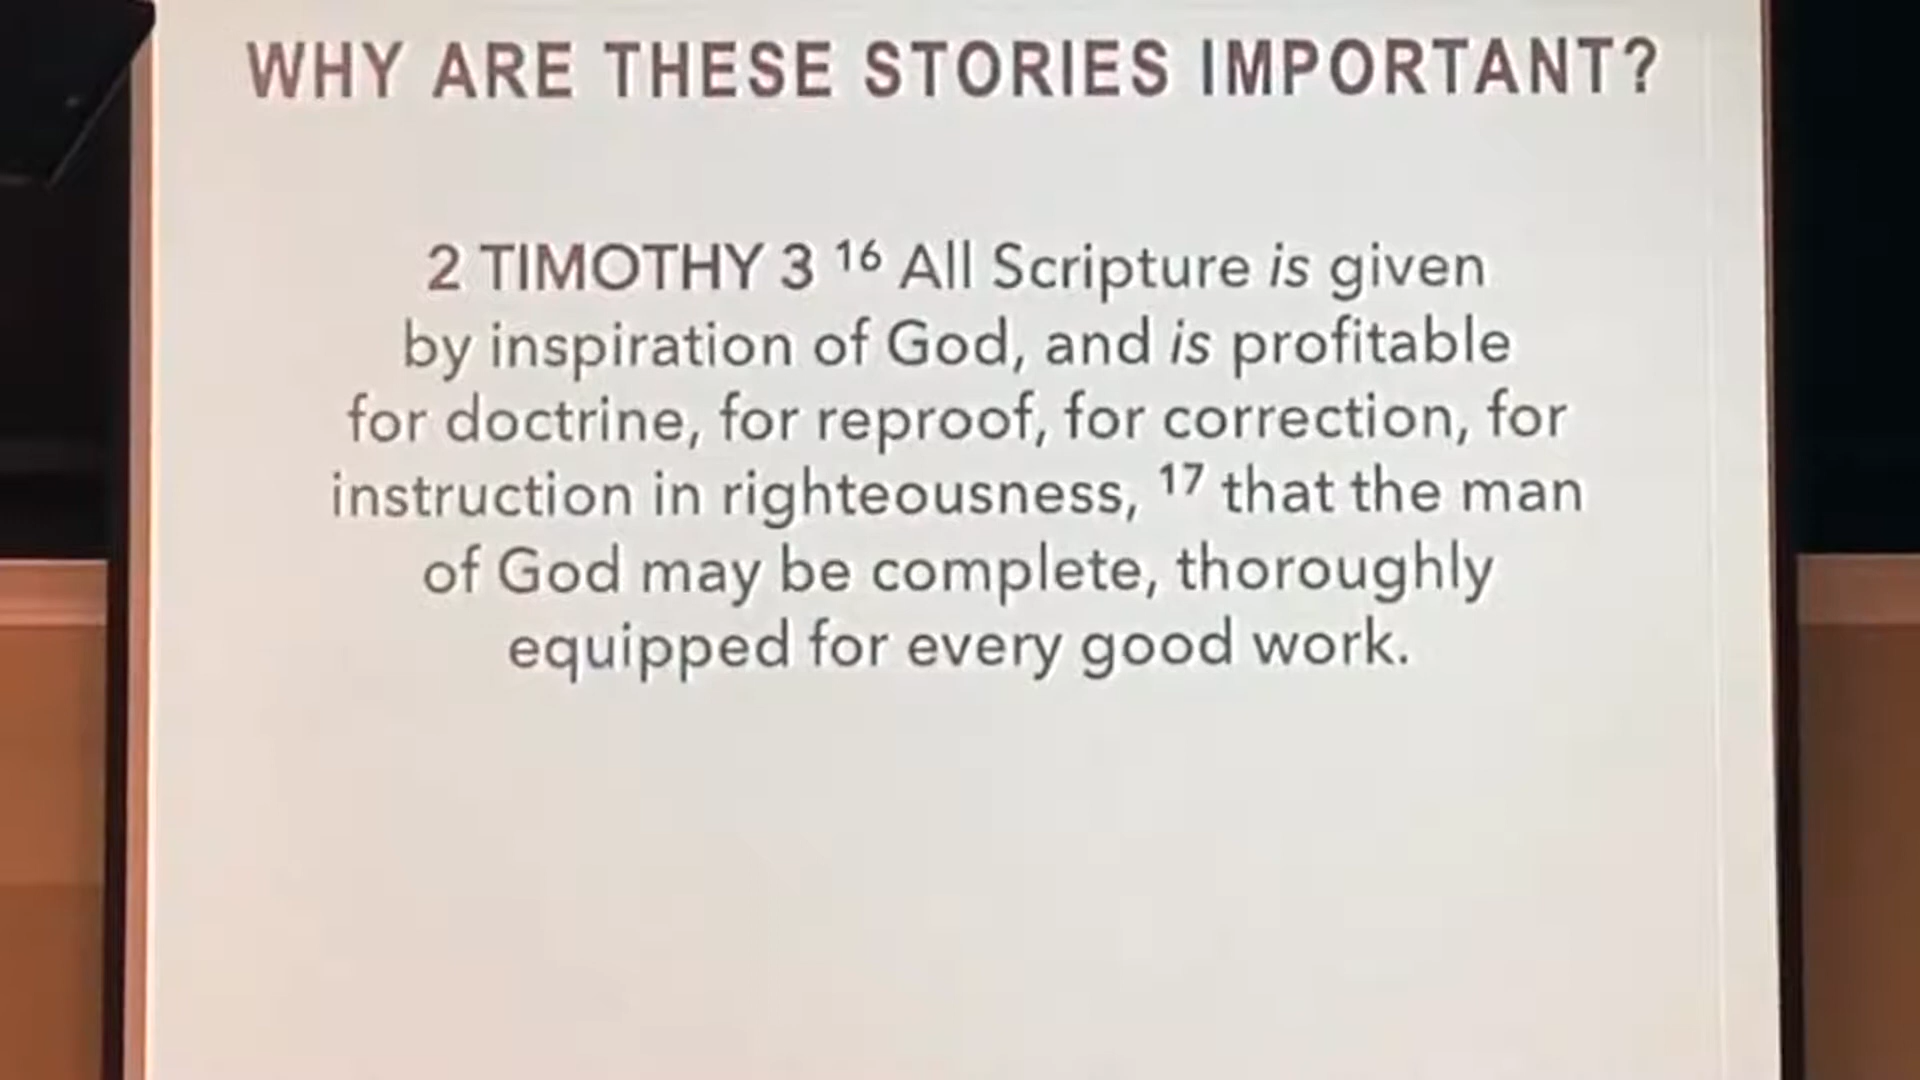 WHY ARE THESE STORIES IMPORTANT?
2 TIMOTHY 3 16 All Scripture is given
by inspiration of God, and is profitable
for doctrine, for reproof, for correction, for
instruction in righteousness, 17 that the man
of God may be complete, thoroughly
equipped for every good work.